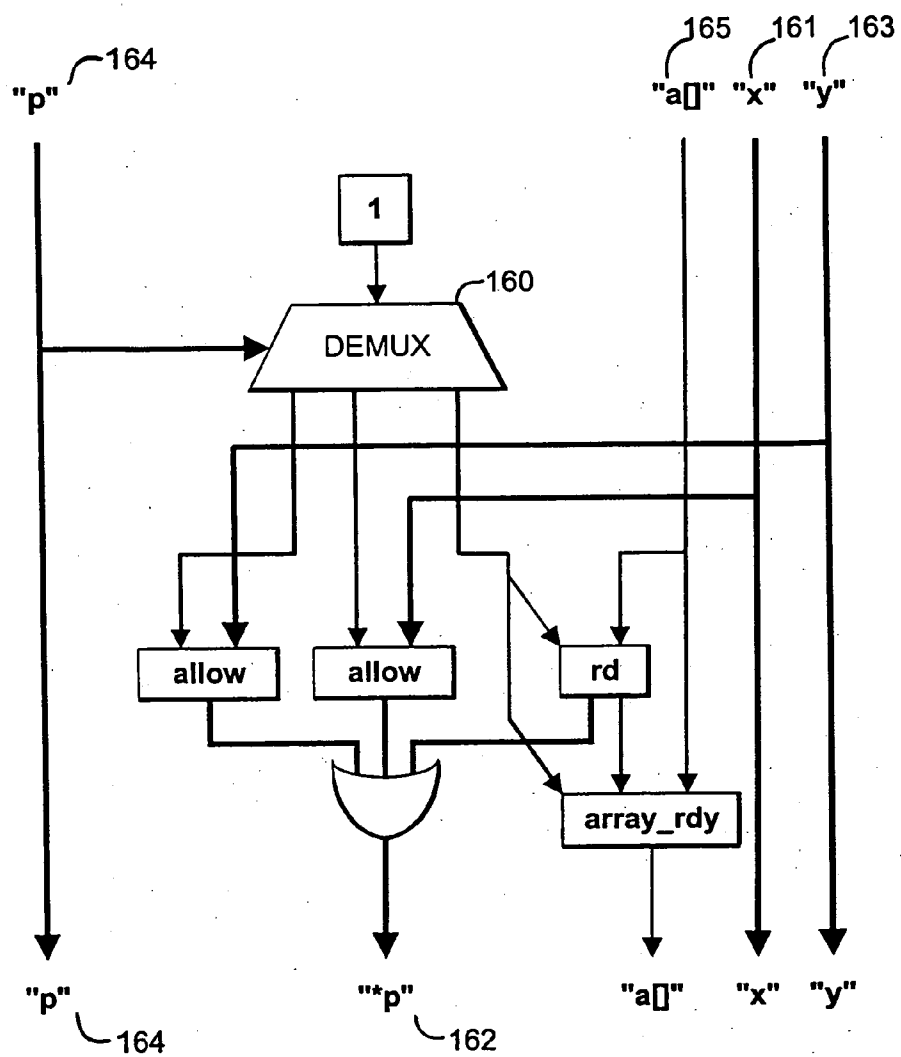 165 161 163
164
"p" "a[]" "x" "y"
1
160
DEMUX
allow allow rd
array_rdy
"p" "*p" "a[]" "x" "y"
164 162